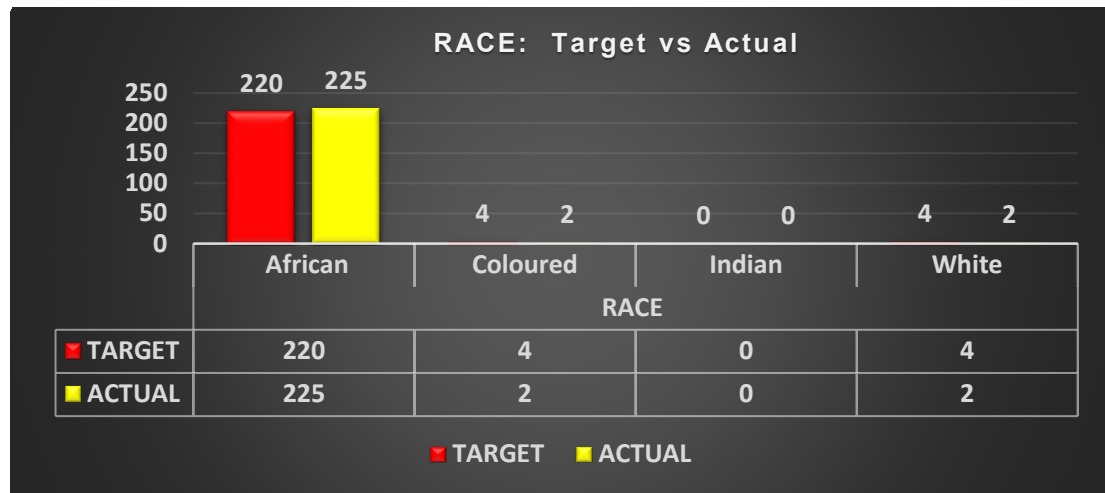 RACE: Target vs Actual
220 225
250
200
150
100
50
0
4 2 0 0 4 2
African Coloured Indian White
RACE
TARGET 220 4 0 4
ACTUAL 225 2 0 2
TARGET ACTUAL